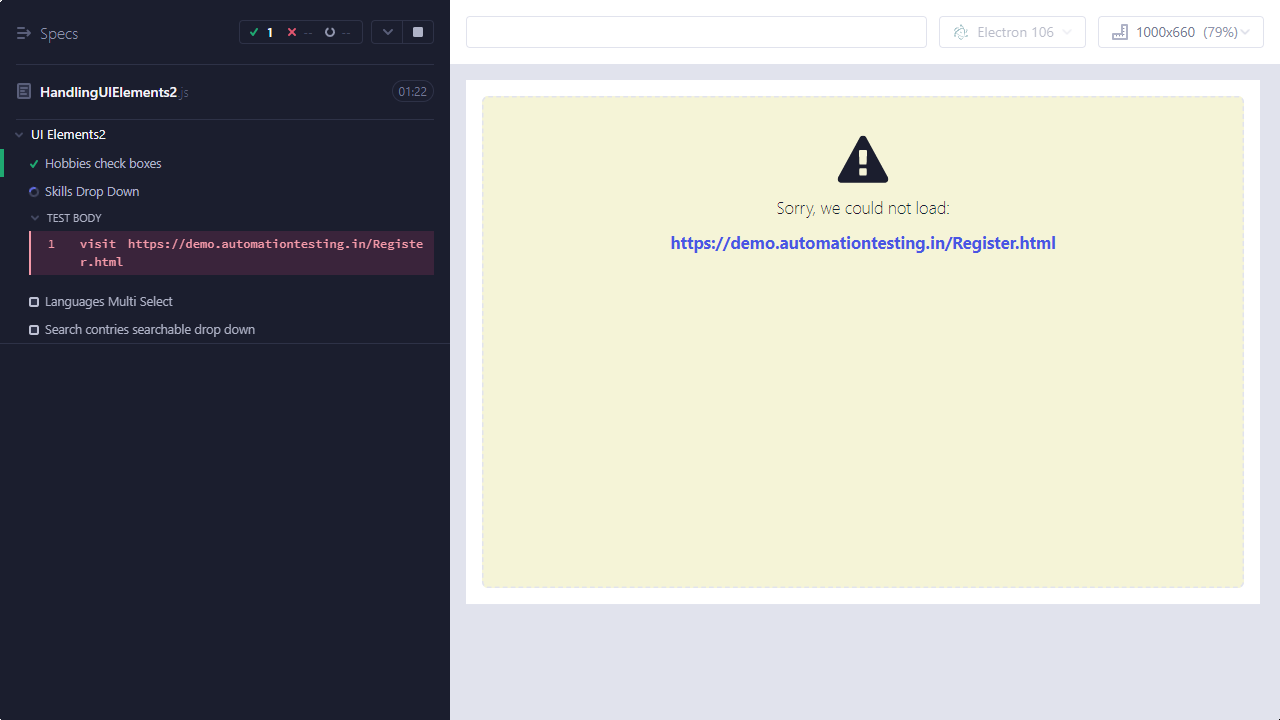 Specs
1 -- --
HandlingUIElements2.js
01:22
UI Elements2
Hobbies check boxes
Skills Drop Down
TEST BODY
1 visit https://demo.automationtesting.in/Registe
r.html
Languages Multi Select
Search contries searchable drop down
Electron 106
1000x660 (79%)
Sorry, we could not load:
https://demo.automationtesting.in/Register.html